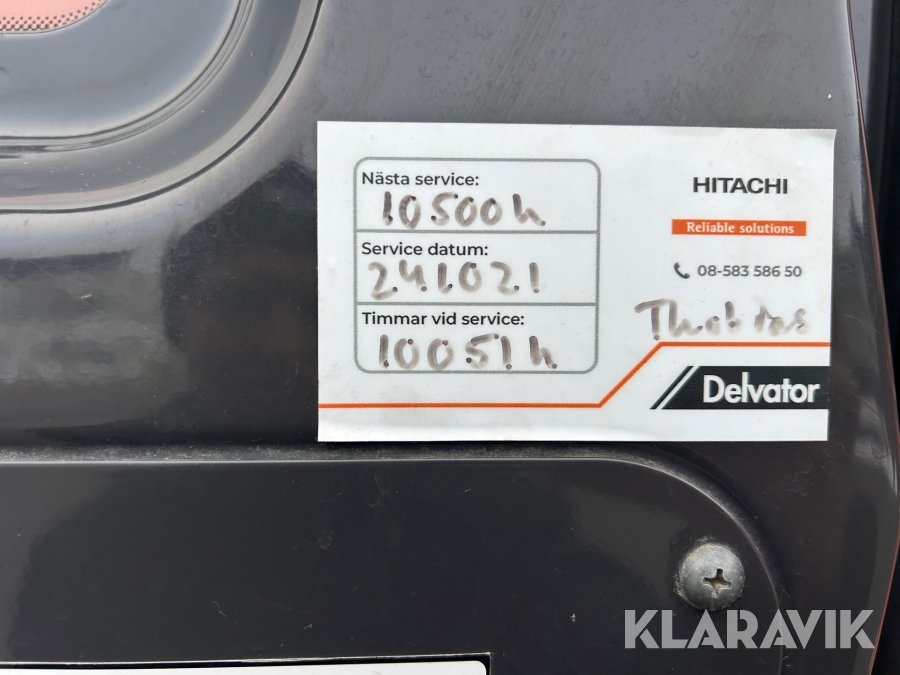 Nästa service:
10500h
Service datum:
241021
Timmar vid service:
10051h
HITACHI
Reliable solutions
08-583 586 50
Delvator
KLARAVIK